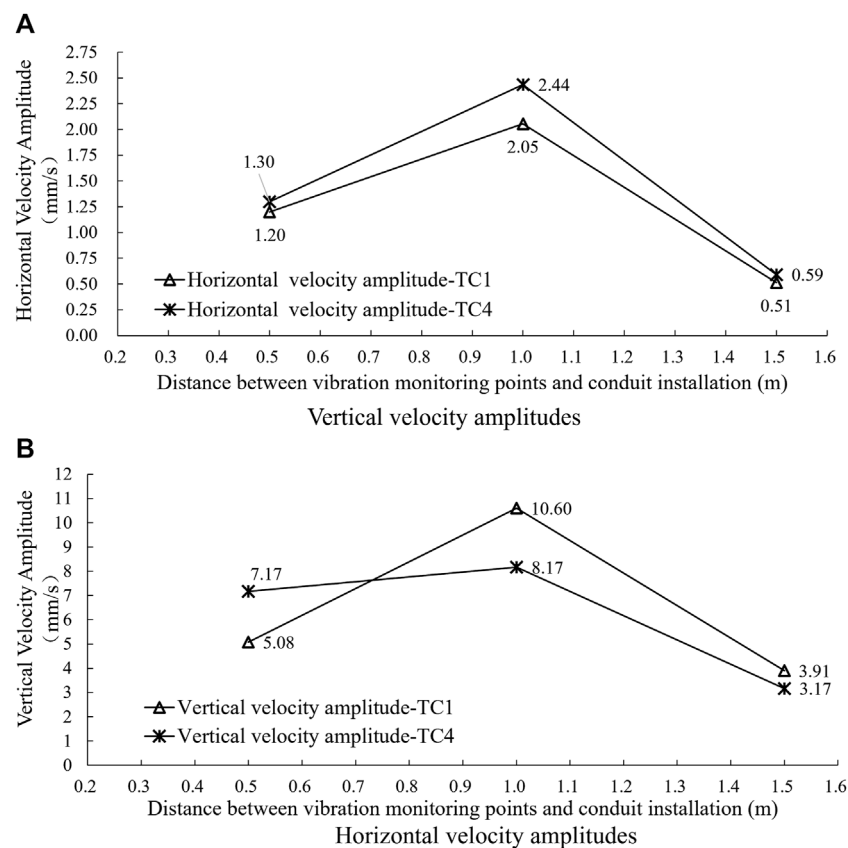 A
Horizontal Velocity Amplitude
（mm/s）
2.75
2.50
2.25
2.00
1.75
1.50
1.25
1.00
0.75
0.50
0.25
0.00
2.44
2.05
1.30
1.20
0.59
0.51
Horizontal velocity amplitude-TC1
Horizontal velocity amplitude-TC4
0.2 0.3 0.4 0.5 0.6 0.7 0.8 0.9 1.0 1.1 1.2 1.3 1.4 1.5 1.6
Distance between vibration monitoring points and conduit installation (m)
Vertical velocity amplitudes
B
Vertical Velocity Amplitude
（mm/s）
12
11
10
9
8
7
6
5
4
3
2
1
0
10.60
8.17
7.17
5.08
3.91
3.17
Vertical velocity amplitude-TC1
Vertical velocity amplitude-TC4
0.2 0.3 0.4 0.5 0.6 0.7 0.8 0.9 1.0 1.1 1.2 1.3 1.4 1.5 1.6
Distance between vibration monitoring points and conduit installation (m)
Horizontal velocity amplitudes